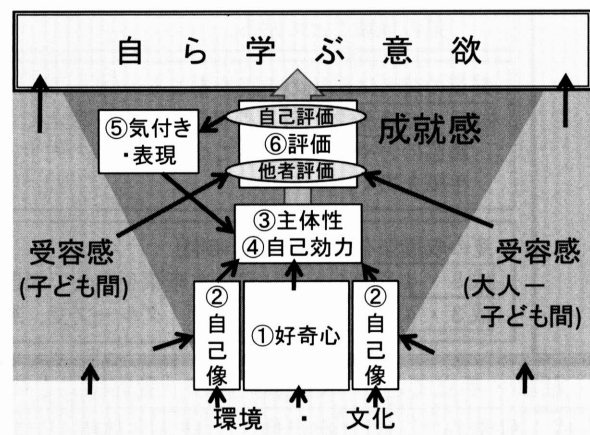 自ら学ぶ意欲
自己評価
⑤気付き
・表現
⑥評価
成就感
他者評価
③主体性
④自己効力
受容感
(子ども間)
受容感
(大人ー
子ども間)
②自己像
①好奇心
②自己像
環境・文化